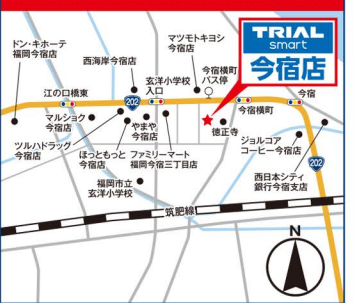 TRIAL
smart
今宿店
ドン・キホーテ
福岡今宿店
西海岸今宿店
マツモトキヨシ
今宿店
玄洋小学校
入口
今宿横町
バス停
江の口橋東
202
今宿横町
今宿
マルショク
今宿店
やまや
今宿店
徳正寺
ツルハドラッグ
今宿店
ほっともっと
今宿店
ファミリーマート
福岡今宿三丁目店
ジョルコア
コーヒー今宿店
202
西日本シティ
銀行今宿支店
福岡市立
玄洋小学校
筑肥線
N